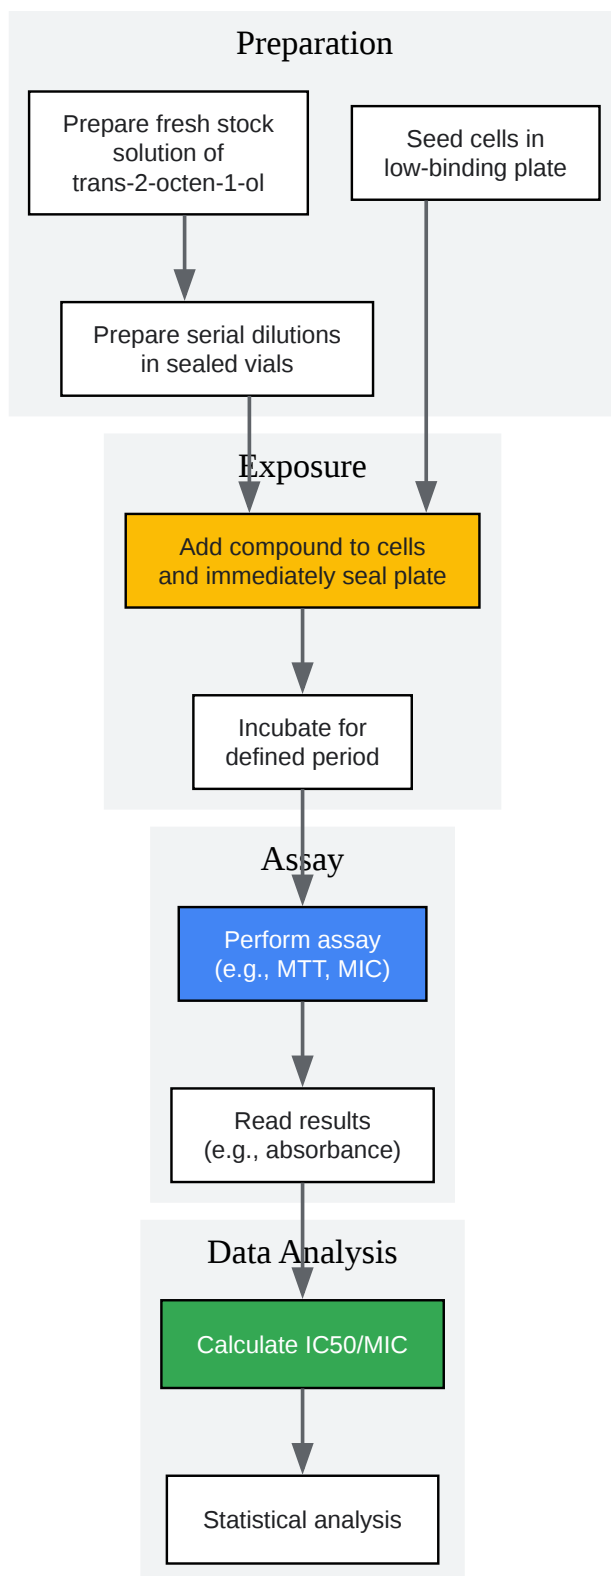 Preparation
Prepare fresh stock
solution of
trans-2-octen-1-ol
Seed cells in
low-binding plate
Prepare serial dilutions
in sealed vials
Exposure
Add compound to cells
and immediately seal plate
Incubate for
defined period
Assay
Perform assay
(e.g., MTT, MIC)
Read results
(e.g., absorbance)
Data Analysis
Calculate IC50/MIC
Statistical analysis